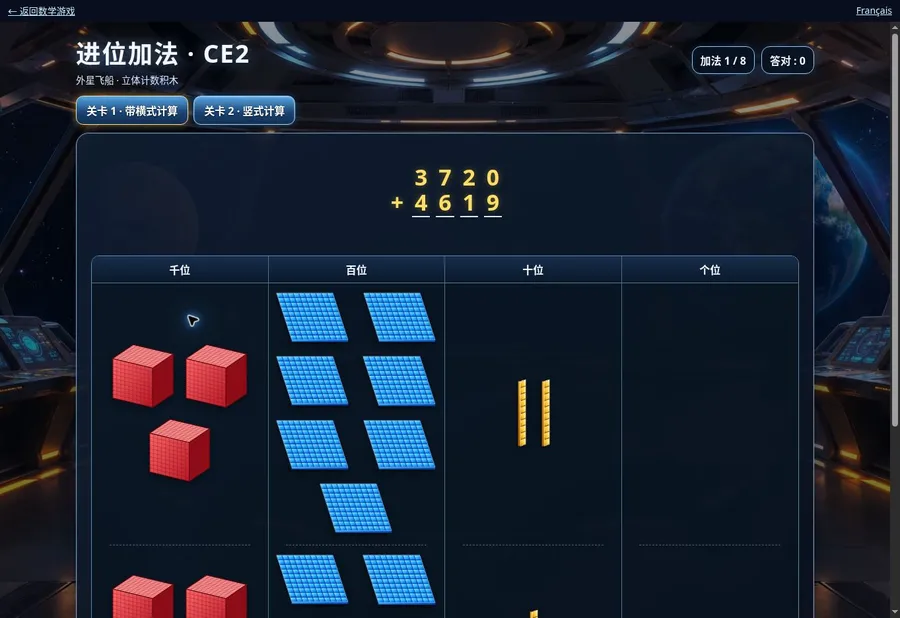 ← 返回数学游戏
Français
进位加法 · CE2
外星飞船 · 立体计数积木
加法 1 / 8
答对 : 0
关卡 1 · 带横式计算
关卡 2 · 竖式计算
3 7 2 0
+ 4 6 1 9
千位
百位
十位
个位